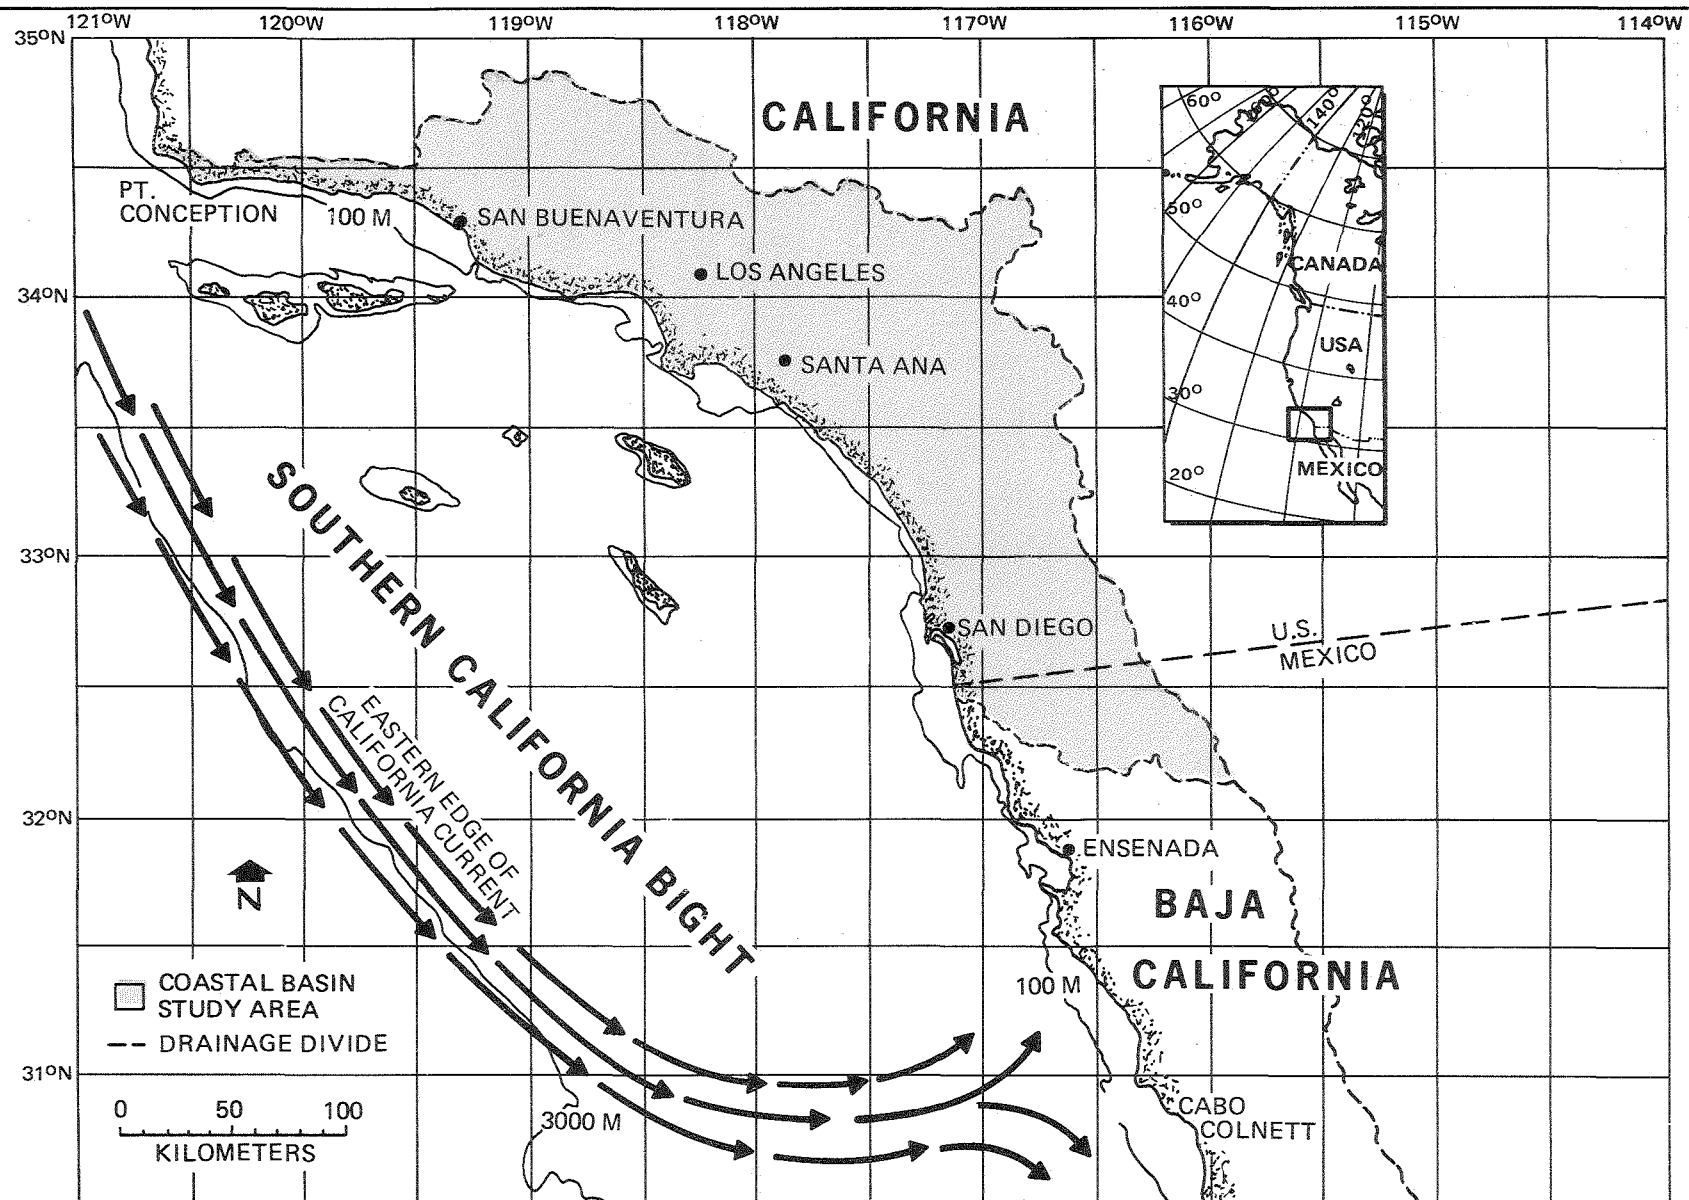 121°W 120°W 119°W 118°W 117°W 116°W 115°W 114°W
35°N
34°N
33°N
32°N
31°N
CALIFORNIA
PT.
CONCEPTION
100 M
SAN BUENAVENTURA
LOS ANGELES
SANTA ANA
SAN DIEGO
U.S.
MEXICO
ENSENADA
BAJA
CALIFORNIA
100 M
CABO
COLNETT
SOUTHERN CALIFORNIA BIGHT
EASTERN EDGE OF
CALIFORNIA CURRENT
3000 M
N
COASTAL BASIN
STUDY AREA
DRAINAGE DIVIDE
0 50 100
KILOMETERS
60°
140°
120°
50°
CANADA
40°
USA
30°
MEXICO
20°